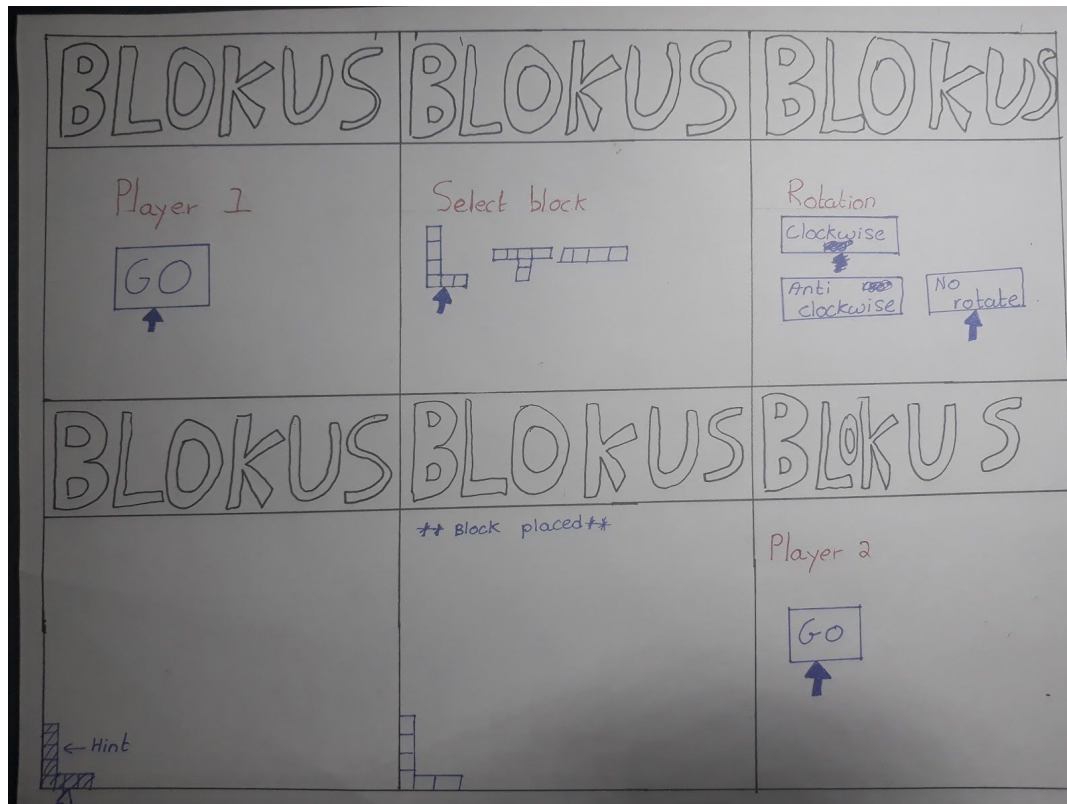 BLOKUS
BLOKUS
BLOKUS
Player 1
GO
Select block
Rotation
Clockwise
Anti
clockwise
No
rotate
BLOKUS
BLOKUS
BLOKUS
← Hint
** Block placed**
Player 2
GO